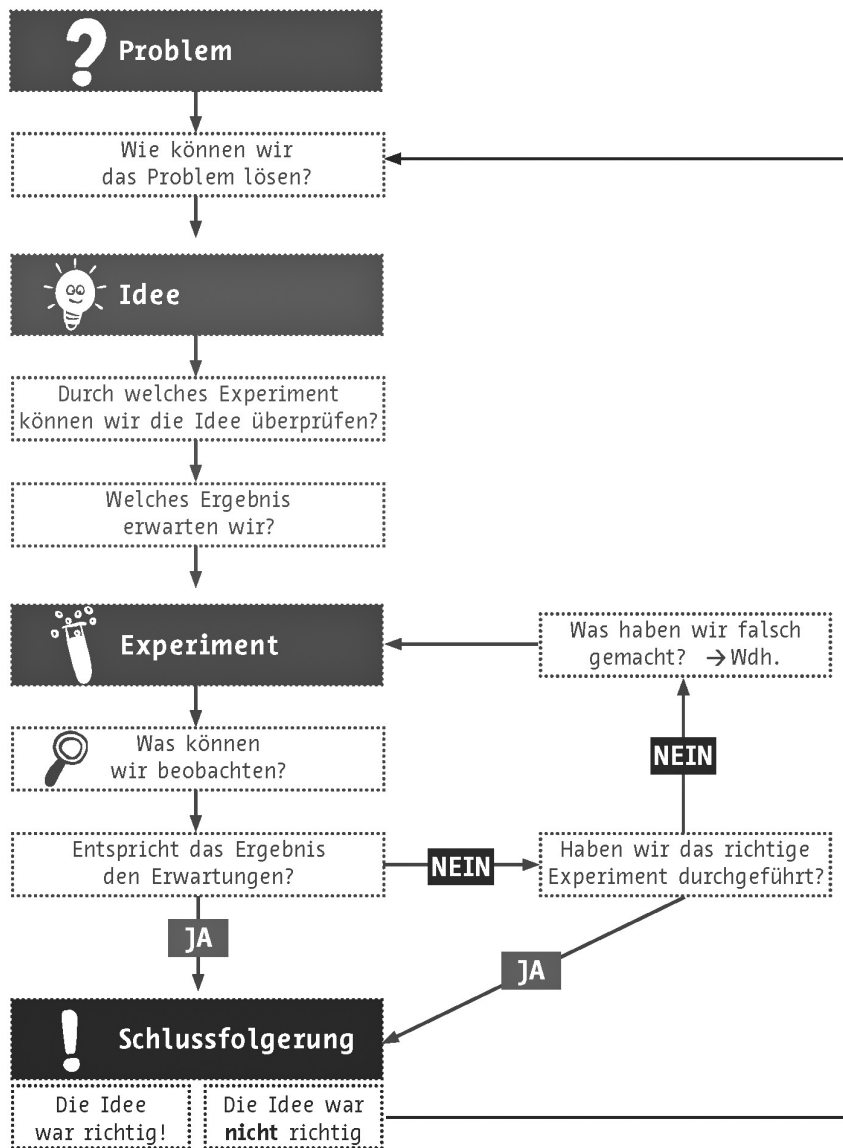 Problem
Wie können wir
das Problem lösen?
Idee
Durch welches Experiment
können wir die Idee überprüfen?
Welches Ergebnis
erwarten wir?
Experiment
Was haben wir falsch
gemacht? → Wdh.
Was können
wir beobachten?
NEIN
Entspricht das Ergebnis
den Erwartungen?
NEIN
Haben wir das richtige
Experiment durchgeführt?
JA
JA
Schlussfolgerung
Die Idee
war richtig!
Die Idee war
nicht richtig